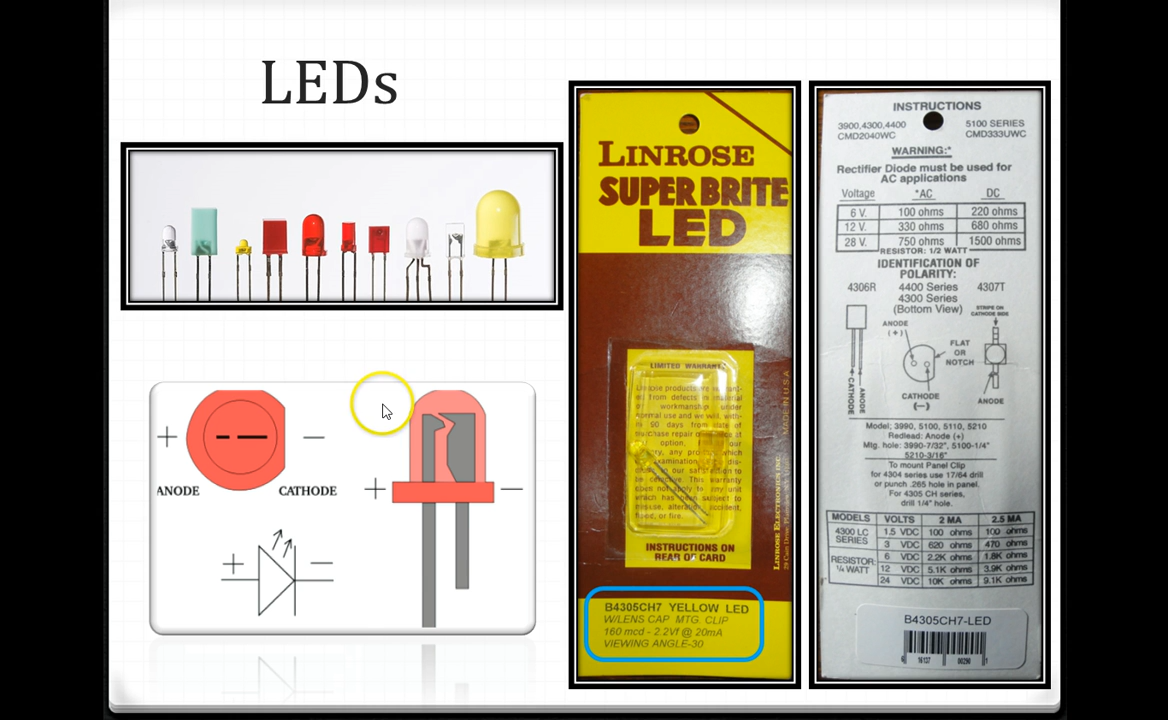 LEDs
+
−
ANODE
CATHODE
+
−
+
−
LINROSE
SUPER BRITE
LED
LIMITED WARRANTY
INSTRUCTIONS ON
REAR OF CARD
MADE IN U.S.A
LINROSE ELECTRONICS INC.
B4305CH7 YELLOW LED
W/LENS CAP MTG. CLIP
160 mcd - 2.2Vf @ 20mA
VIEWING ANGLE-30
INSTRUCTIONS
3900,4300,4400 5100 SERIES
CMD2040WC CMD333UWC
WARNING:*
Rectifier Diode must be used for
AC applications
Voltage *AC DC
6 V. 100 ohms 220 ohms
12 V. 330 ohms 680 ohms
28 V. 750 ohms 1500 ohms
RESISTOR: 1/2 WATT
IDENTIFICATION OF
POLARITY:
4306R 4400 Series 4307T
4300 Series
(Bottom View)
STRIPE ON
CATHODE SIDE
ANODE
(+)
FLAT
OR
NOTCH
CATHODE
ANODE
CATHODE
(−)
ANODE
Model: 3990, 5100, 5110, 5210
Redlead: Anode (+)
Mtg. hole: 3990-7/32", 5100-1/4"
5210-3/16"
To mount Panel Clip
for 4304 series use 17/64 drill
or punch .265 hole in panel.
For 4305 CH series,
drill 1/4" hole.
MODELS VOLTS 2 MA 2.5 MA
4300 LC
SERIES
RESISTOR:
¼ WATT
1.5 VDC 100 ohms 100 ohms
3 VDC 620 ohms 470 ohms
6 VDC 2.2K ohms 1.8K ohms
12 VDC 5.1K ohms 3.9K ohms
24 VDC 10K ohms 9.1K ohms
B4305CH7-LED
6 16137 00290 1